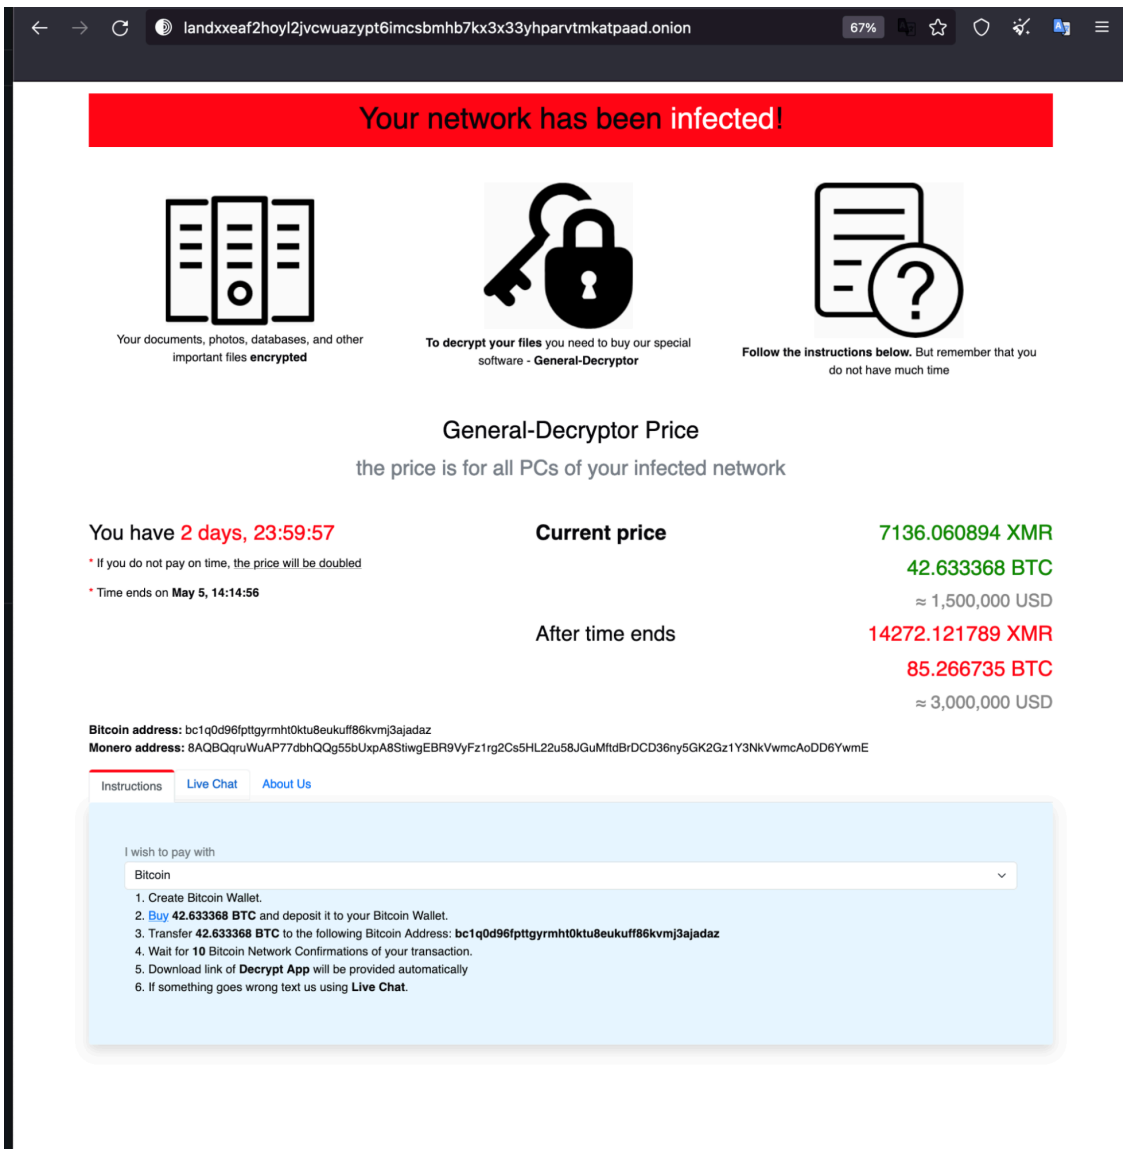 landxxeaf2hoyl2jvcwuazypt6imcsbmhb7kx3x33yhparvtmkatpaad.onion
67%
Your network has been infected!
Your documents, photos, databases, and other
important files encrypted
To decrypt your files you need to buy our special
software - General-Decryptor
Follow the instructions below. But remember that you
do not have much time
General-Decryptor Price
the price is for all PCs of your infected network
You have 2 days, 23:59:57
* If you do not pay on time, the price will be doubled
* Time ends on May 5, 14:14:56
Current price
7136.060894 XMR
42.633368 BTC
≈ 1,500,000 USD
After time ends
14272.121789 XMR
85.266735 BTC
≈ 3,000,000 USD
Bitcoin address: bc1q0d96fpttgyrmht0ktu8eukuff86kvmj3ajadaz
Monero address: 8AQBQqruWuAP77dbhQQg55bUxpA8StiwgEBR9VyFz1rg2Cs5HL22u58JGuMftdBrDCD36ny5GK2Gz1Y3NkVwmcAoDD6YwmE
Instructions
Live Chat
About Us
I wish to pay with
Bitcoin
1. Create Bitcoin Wallet.
2. Buy 42.633368 BTC and deposit it to your Bitcoin Wallet.
3. Transfer 42.633368 BTC to the following Bitcoin Address: bc1q0d96fpttgyrmht0ktu8eukuff86kvmj3ajadaz
4. Wait for 10 Bitcoin Network Confirmations of your transaction.
5. Download link of Decrypt App will be provided automatically
6. If something goes wrong text us using Live Chat.